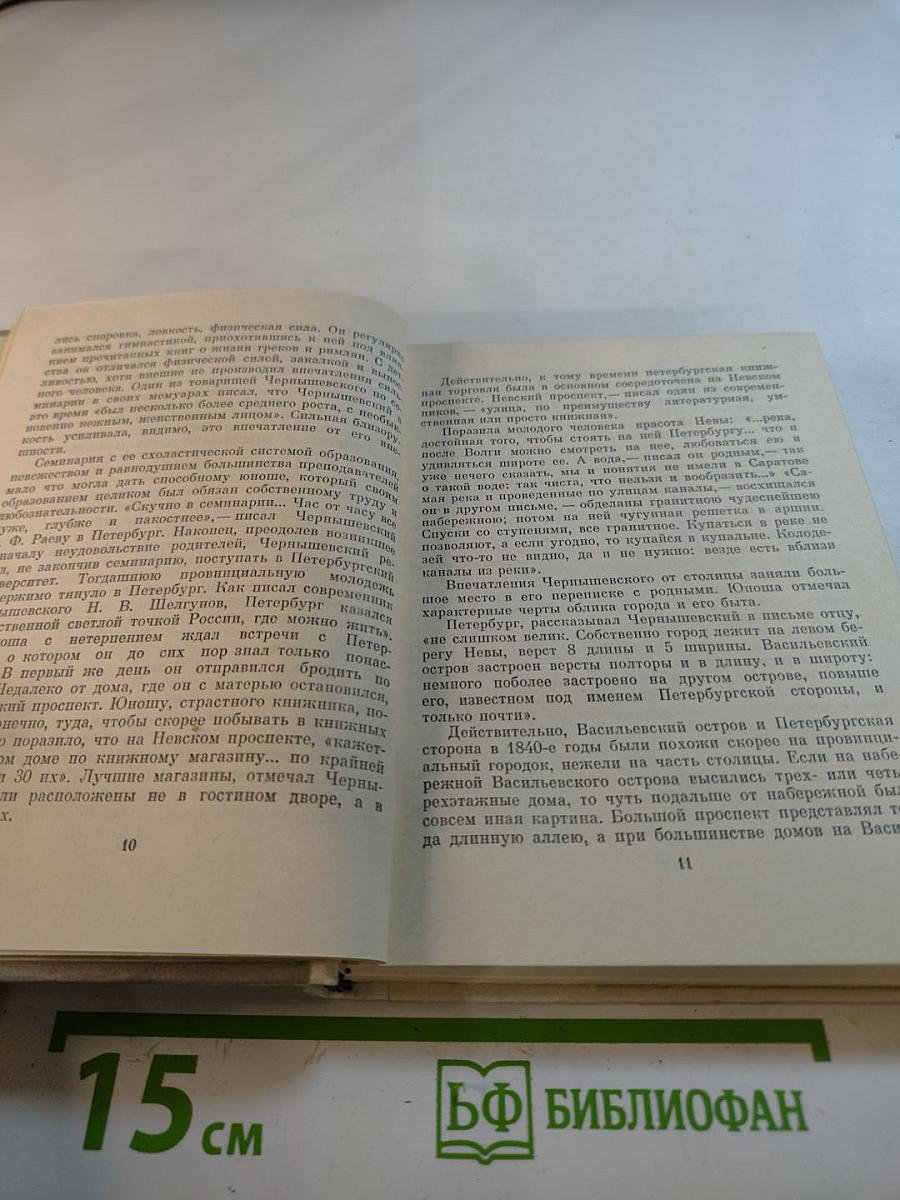 лись сноровка, ловкость, физическая сила. Он регулярно
занимался гимнастикой, приохотившись к ней под влия-
нием прочитанных книг о жизни греков и римлян. С дет-
ства он отличался физической силой, закалкой и вынос-
ливостью, хотя внешне не производил впечатления силь-
ного человека. Один из товарищей Чернышевского по се-
минарии в своих мемуарах писал, что Чернышевский в
это время «был несколько более среднего роста, с необык-
новенно нежным, женственным лицом». Сильная близору-
кость усиливала, видимо, это впечатление от его вне-
шности.
Семинария с ее схоластической системой образования,
невежеством и равнодушием большинства преподавателей
мало что могла дать способному юноше, который своим
образованием целиком был обязан собственному труду и
любознательности. «Скучно в семинарии... Час от часу все
уже, глубже и пакостнее»,— писал Чернышевский
Ф. Раеву в Петербург. Наконец, преодолев возникшее
началу неудовольствие родителей, Чернышевский ре-
л, не закончив семинарию, поступать в Петербургский
верситет. Тогдашнюю провинциальную молодежь
держимо тянуло в Петербург. Как писал современник
нышевского Н. В. Шелгунов, Петербург казался
ственной светлой точкой России, где можно жить».
оша с нетерпением ждал встречи с Петер-
о котором он до сих пор знал только понас-
В первый же день он отправился бродить по
Недалеко от дома, где он с матерью остановился,
кий проспект. Юношу, страстного книжника, по-
онечно, туда, чтобы скорее побывать в книжных
о поразило, что на Невском проспекте, «кажет-
ом доме по книжному магазину... по крайней
и 30 их». Лучшие магазины, отмечал Черны-
ли расположены не в гостином дворе, а в
х.
10
Действительно, к тому времени петербургская книж-
ная торговля была в основном сосредоточена на Невском
проспекте. Невский проспект,— писал один из современ-
ников,— «улица, по преимуществу литературная, ум-
ственная или просто книжная».
Поразила молодого человека красота Невы: «...река,
достойная того, чтобы стоять на ней Петербургу... что и
после Волги можно смотреть на нее, любоваться ею и
удивляться широте ее. А вода,— писал он родным,— так
уже нечего сказать, мы и понятия не имели в Саратове
о такой воде: так чиста, что нельзя и вообразить...» «Са-
мая река и проведенные по улицам каналы,— восхищался
он в другом письме,— обделаны гранитною чудеснейшею
набережною; потом на ней чугунная решетка в аршин.
Спуски со ступенями, все гранитное. Купаться в реке не
позволяют, а если угодно, то купайся в купальне. Колоде-
зей что-то не видно, да и не нужно: везде есть вблизи
каналы из реки».
Впечатления Чернышевского от столицы заняли боль-
шое место в его переписке с родными. Юноша отмечал
характерные черты облика города и его быта.
Петербург, рассказывал Чернышевский в письме отцу,
«не слишком велик. Собственно город лежит на левом бе-
регу Невы, верст 8 длины и 5 ширины. Васильевский
остров застроен версты полторы и в длину, и в широту:
немного поболее застроено на другом острове, повыше
его, известном под именем Петербургской стороны, и
только почти».
Действительно, Васильевский остров и Петербургская
сторона в 1840-е годы были похожи скорее на провинци-
альный городок, нежели на часть столицы. Если на набе-
режной Васильевского острова высились трех- или четы
рехэтажные дома, то чуть подальше от набережной был
совсем иная картина. Большой проспект представлял то
да длинную аллею, а при большинстве домов на Васи
11
15 см
БФ БИБЛИОФАН